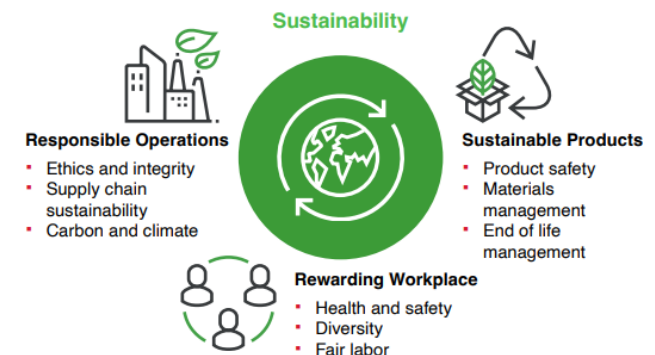 Sustainability
Responsible Operations
Ethics and integrity
Supply chain
sustainability
Carbon and climate
Sustainable Products
Product safety
Materials
management
End of life
management
Rewarding Workplace
Health and safety
Diversity
Fair labor